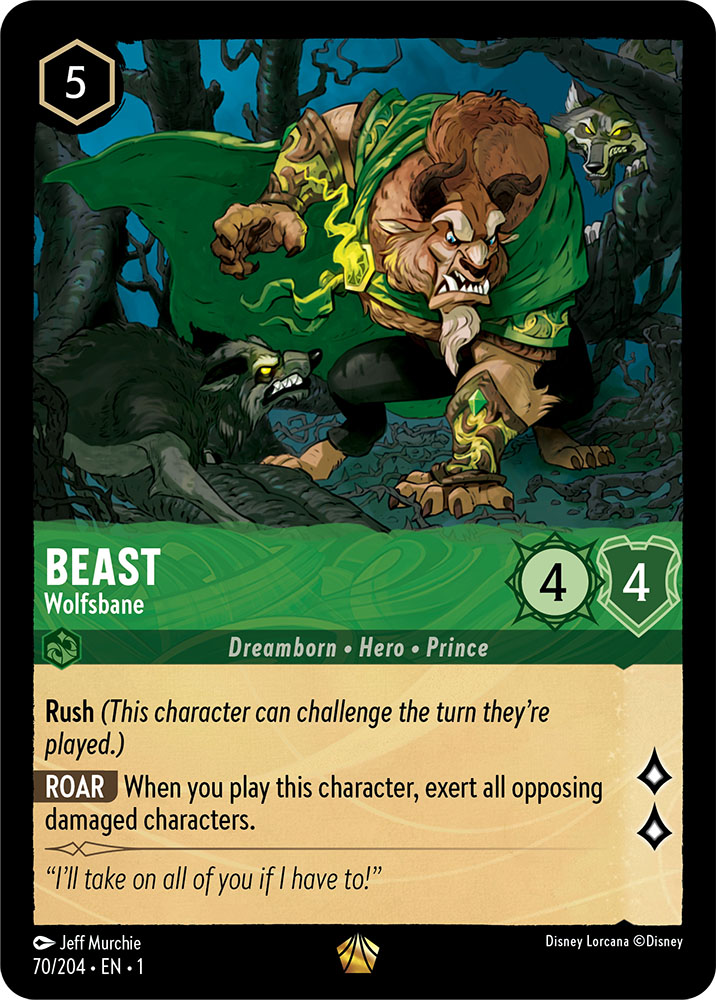 5
BEAST
Wolfsbane
4
4
Dreamborn • Hero • Prince
Rush (This character can challenge the turn they’re
played.)
ROAR When you play this character, exert all opposing
damaged characters.
“I’ll take on all of you if I have to!”
Jeff Murchie
Disney Lorcana ©Disney
70/204 • EN • 1